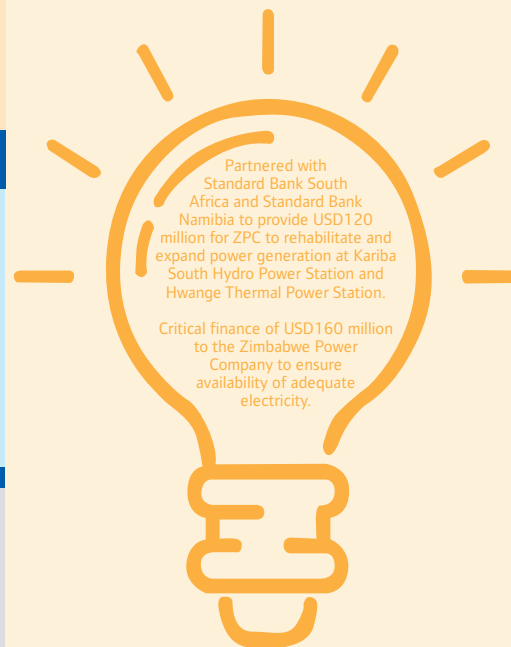 Partnered with
Standard Bank South
Africa and Standard Bank
Namibia to provide USD120
million for ZPC to rehabilitate and
expand power generation at Kariba
South Hydro Power Station and
Hwange Thermal Power Station.
Critical finance of USD160 million
to the Zimbabwe Power
Company to ensure
availability of adequate
electricity.